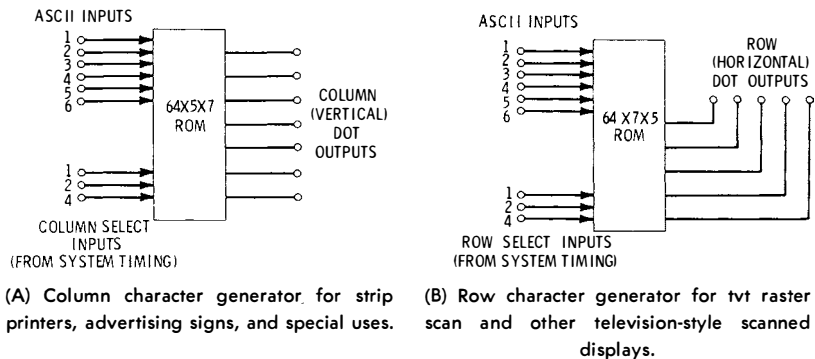 ASCII INPUTS
1
2
3
4
5
6
64X5X7
ROM
COLUMN
(VERTICAL)
DOT
OUTPUTS
1
2
4
COLUMN SELECT
INPUTS
(FROM SYSTEM TIMING)
(A) Column character generator for strip
printers, advertising signs, and special uses.
ASCII INPUTS
1
2
3
4
5
6
64 X7X5
ROM
ROW
(HORIZONTAL)
DOT OUTPUTS
1
2
4
ROW SELECT INPUTS
(FROM SYSTEM TIMING)
(B) Row character generator for tvt raster
scan and other television-style scanned
displays.